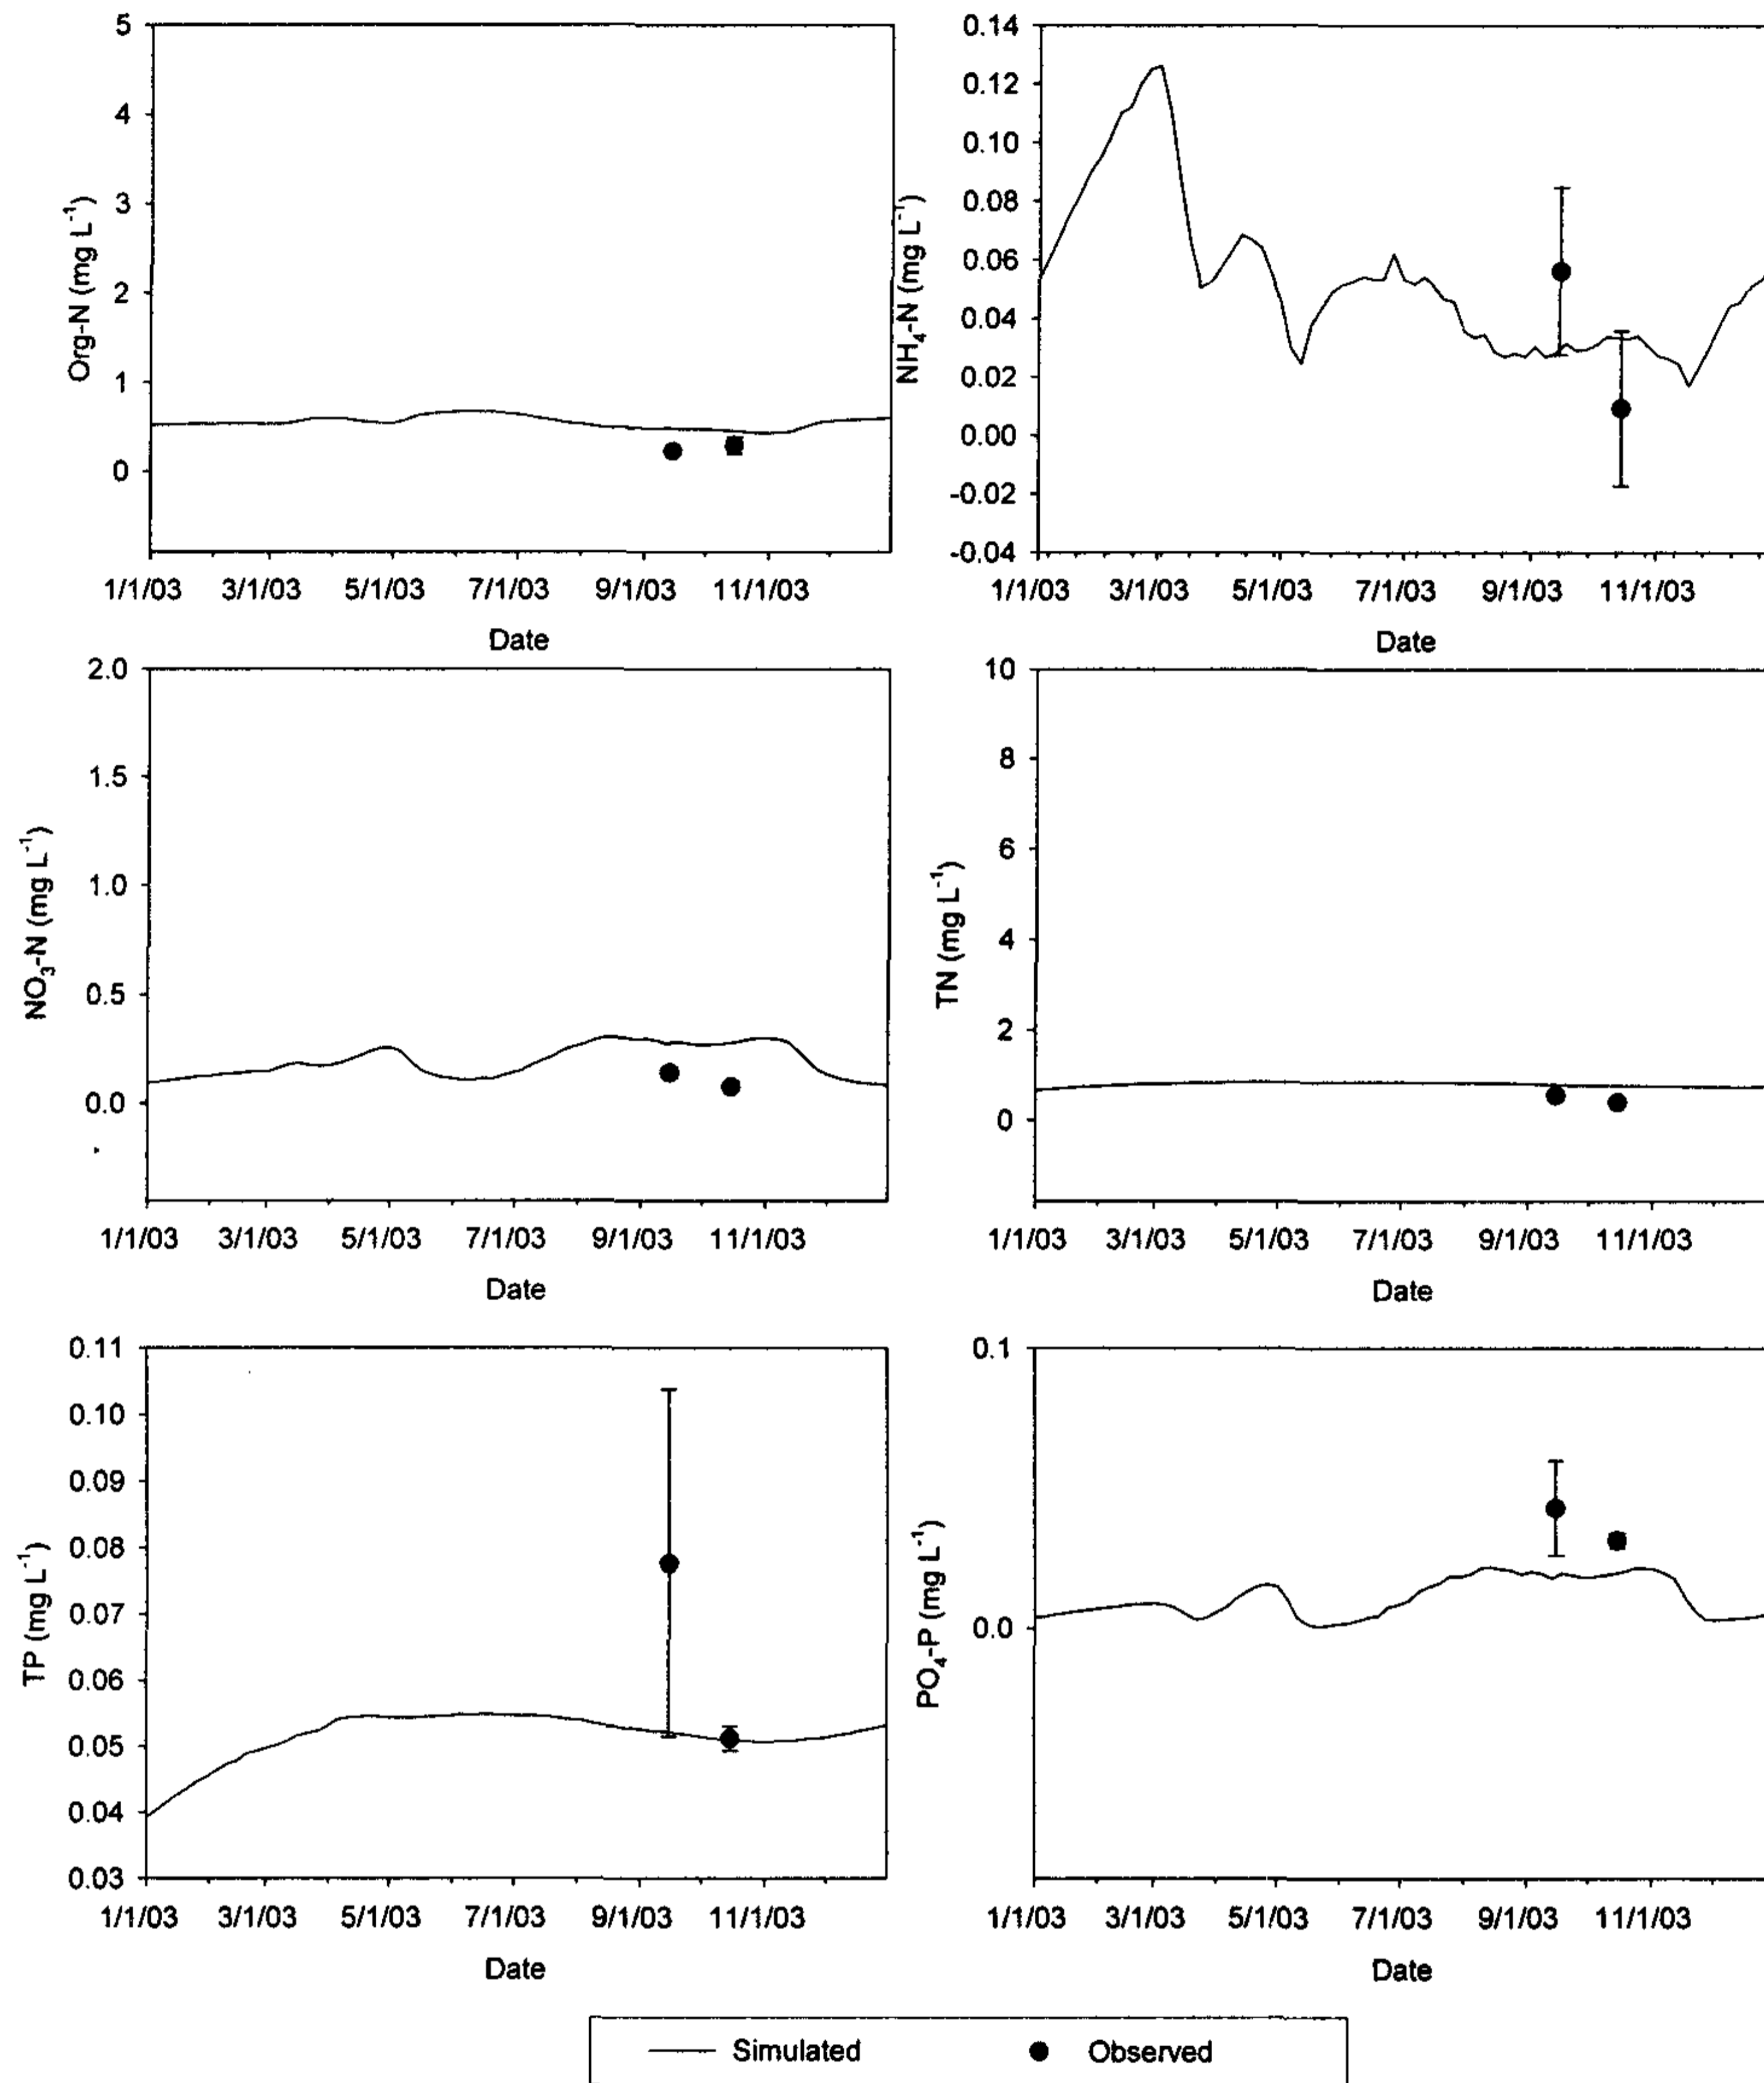 5
4
3
2
1
0
Org-N (mg L⁻¹)
1/1/03 3/1/03 5/1/03 7/1/03 9/1/03 11/1/03
Date
0.14
0.12
0.10
0.08
0.06
0.04
0.02
0.00
-0.02
-0.04
NH₄-N (mg L⁻¹)
1/1/03 3/1/03 5/1/03 7/1/03 9/1/03 11/1/03
Date
2.0
1.5
1.0
0.5
0.0
NO₃-N (mg L⁻¹)
1/1/03 3/1/03 5/1/03 7/1/03 9/1/03 11/1/03
Date
10
8
6
4
2
0
TN (mg L⁻¹)
1/1/03 3/1/03 5/1/03 7/1/03 9/1/03 11/1/03
Date
0.11
0.10
0.09
0.08
0.07
0.06
0.05
0.04
0.03
TP (mg L⁻¹)
1/1/03 3/1/03 5/1/03 7/1/03 9/1/03 11/1/03
Date
0.1
0.0
PO₄-P (mg L⁻¹)
1/1/03 3/1/03 5/1/03 7/1/03 9/1/03 11/1/03
Date
Simulated Observed